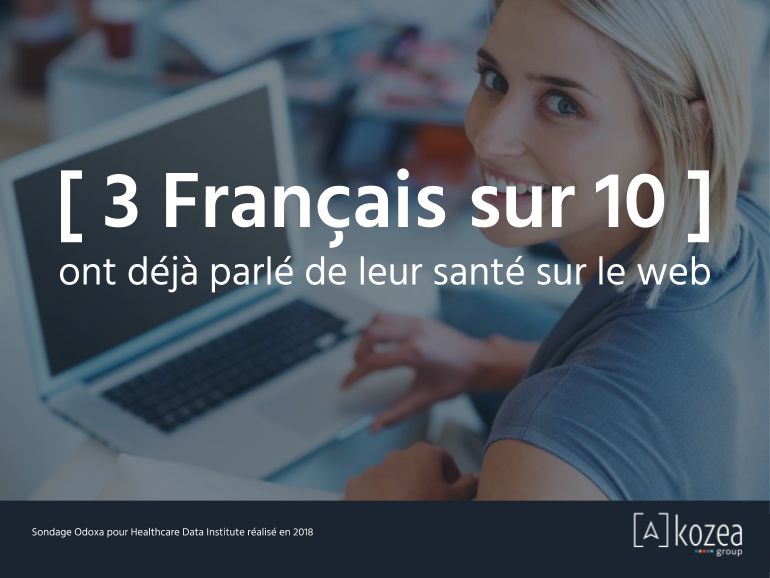 [ 3 Français sur 10 ]
ont déjà parlé de leur santé sur le web
Sondage Odoxa pour Healthcare Data Institute réalisé en 2018
[A] kozea
group